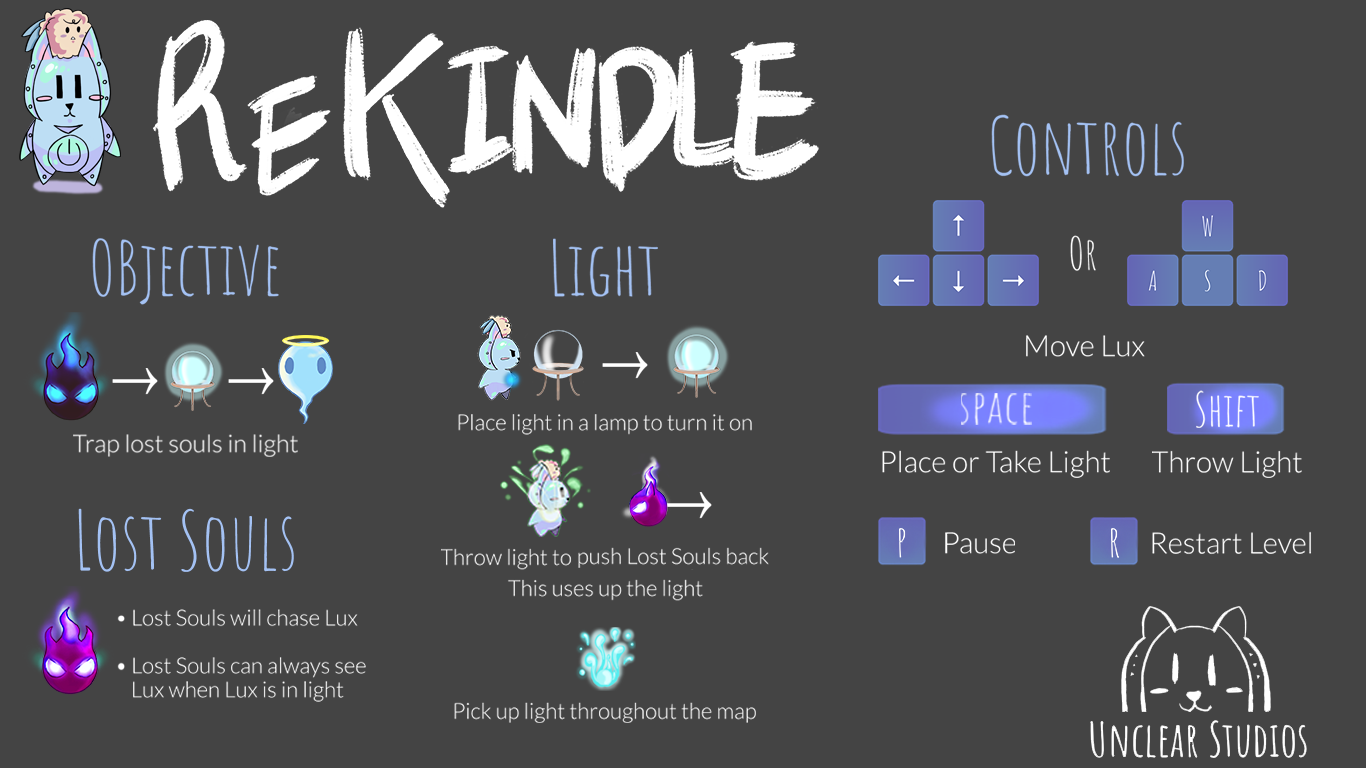 ReKindle
Objective
Trap lost souls in light
Lost Souls
• Lost Souls will chase Lux
• Lost Souls can always see
Lux when Lux is in light
Light
Place light in a lamp to turn it on
Throw light to push Lost Souls back
This uses up the light
Pick up light throughout the map
Controls
↑
← ↓ →
Or
W
A S D
Move Lux
Space
Place or Take Light
Shift
Throw Light
P Pause
R Restart Level
Unclear Studios